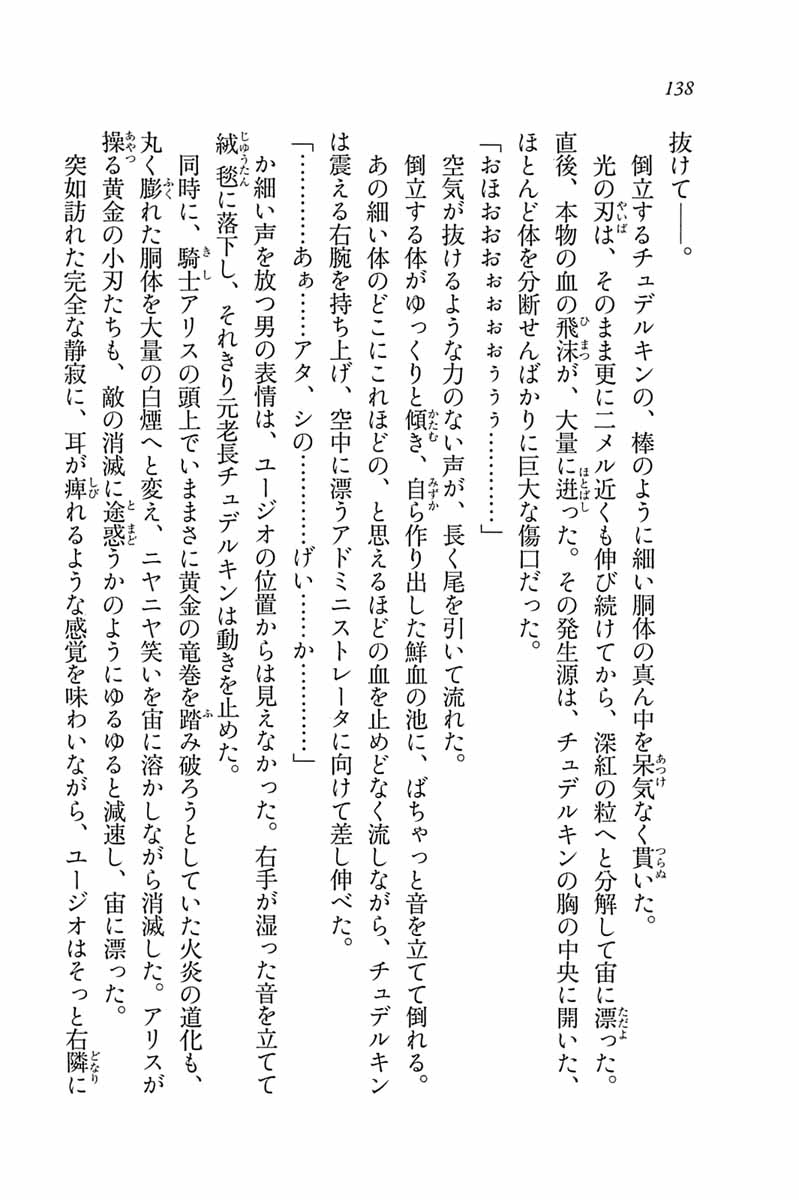 138
抜けて――。
倒立するチュデルキンの、棒のように細い胴体の真ん中を呆気なく貫いた。
光の刃は、そのまま更に二メル近くも伸び続けてから、深紅の粒へと分解して宙に漂った。
直後、本物の血の飛沫が、大量に迸った。その発生源は、チュデルキンの胸の中央に開いた、
ほとんど体を分断せんばかりに巨大な傷口だった。
「おほおおおぉぉぉぉぅぅぅ…………」
空気が抜けるような力のない声が、長く尾を引いて流れた。
倒立する体がゆっくりと傾き、自ら作り出した鮮血の池に、ばちゃっと音を立てて倒れる。
あの細い体のどこにこれほどの、と思えるほどの血を止めどなく流しながら、チュデルキン
は震える右腕を持ち上げ、空中に漂うアドミニストレータに向けて差し伸べた。
「…………あぁ……アタ、シの…………げい……か…………」
か細い声を放つ男の表情は、ユージオの位置からは見えなかった。右手が湿った音を立てて
絨毯に落下し、それきり元老長チュデルキンは動きを止めた。
同時に、騎士アリスの頭上でいままさに黄金の竜巻を踏み破ろうとしていた火炎の道化も、
丸く膨れた胴体を大量の白煙へと変え、ニヤニヤ笑いを宙に溶かしながら消滅した。アリスが
操る黄金の小刃たちも、敵の消滅に途惑うかのようにゆるゆると減速し、宙に漂った。
突如訪れた完全な静寂に、耳が痺れるような感覚を味わいながら、ユージオはそっと右隣に